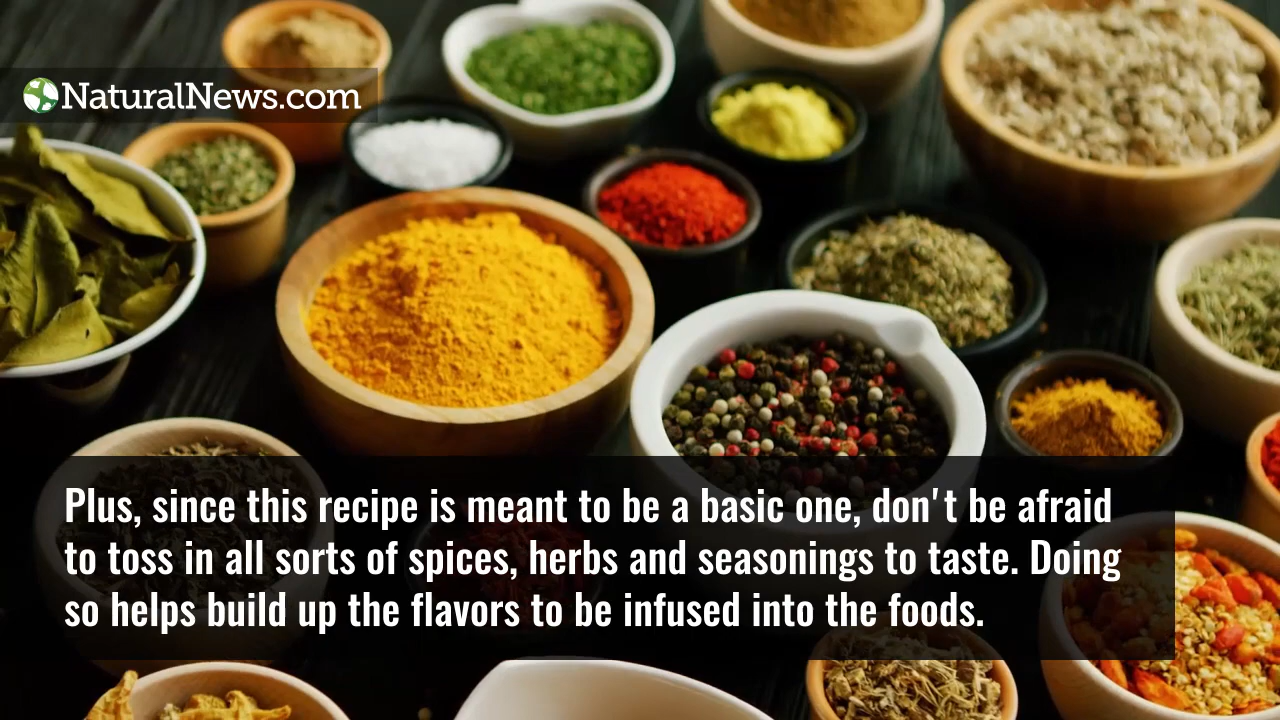 NaturalNews.com
Plus, since this recipe is meant to be a basic one, don't be afraid
to toss in all sorts of spices, herbs and seasonings to taste. Doing
so helps build up the flavors to be infused into the foods.